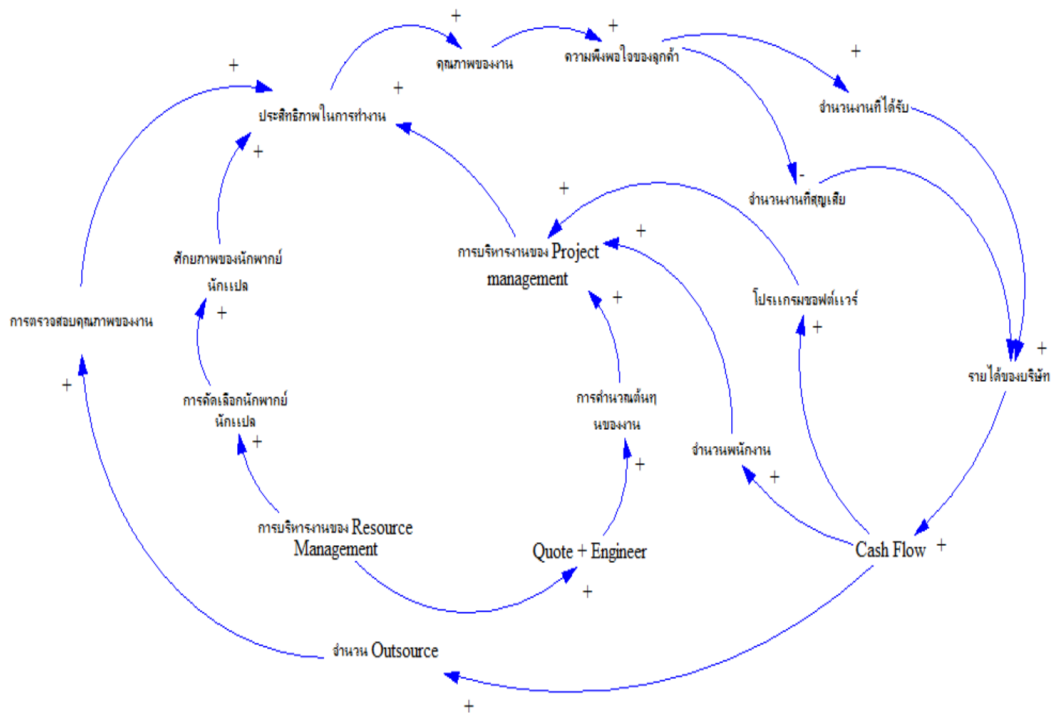 คุณภาพของงาน
ความพึงพอใจของลูกค้า
จำนวนงานที่ได้รับ
ประสิทธิภาพในการทำงาน
จำนวนงานที่สูญเสีย
ศักยภาพของนักพากย์
นักแปล
การบริหารงานของ Project
management
โปรแกรมซอฟต์แวร์
การตรวจสอบคุณภาพของงาน
รายได้ของบริษัท
การคัดเลือกนักพากย์
นักแปล
การคำนวณต้นทุ
นของงาน
จำนวนพนักงาน
การบริหารงานของ Resource
Management
Quote + Engineer
Cash Flow
จำนวน Outsource
+
+
+
+
+
+
+
-
+
+
+
+
+
+
+
+
+
+
+
+
+
+